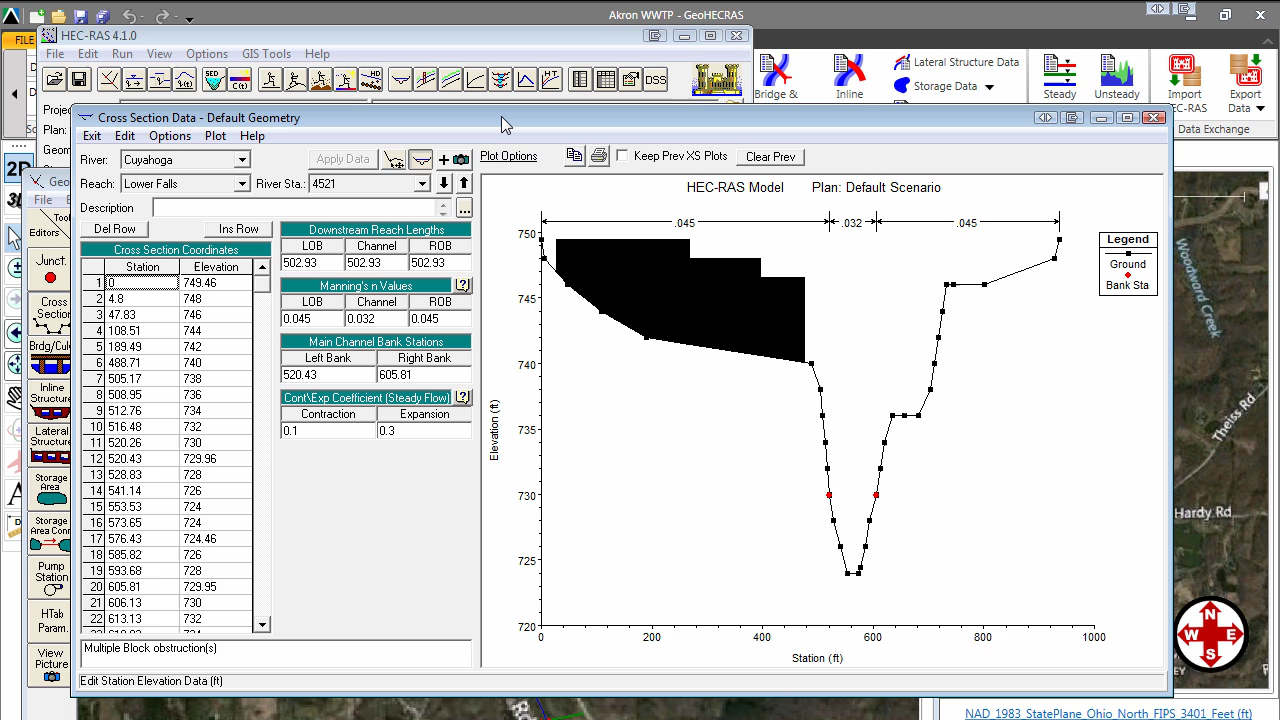 Akron WWTP - GeoHECRAS
FILE
HEC-RAS 4.1.0
File Edit Run View Options GIS Tools Help
DSS
Lateral Structure Data
Storage Data
Bridge &
Inline
Steady
Unsteady
Import
EC-RAS
Export
Data
Data Exchange
Plan:
Geom
Cross Section Data - Default Geometry
Exit Edit Options Plot Help
River: Cuyahoga
Apply Data
Plot Options
Keep Prev XS Plots
Clear Prev
Reach: Lower Falls
River Sta.: 4521
Description
...
Del Row
Ins Row
Cross Section Coordinates
Station Elevation
1 0 749.46
2 4.8 748
3 47.83 746
4 108.51 744
5 189.49 742
6 488.71 740
7 505.17 738
8 508.95 736
9 512.76 734
10 516.48 732
11 520.26 730
12 520.43 729.96
13 528.83 728
14 541.14 726
15 553.53 724
16 573.65 724
17 576.43 724.46
18 585.82 726
19 593.68 728
20 605.81 729.95
21 606.13 730
22 613.13 732
Downstream Reach Lengths
LOB Channel ROB
502.93 502.93 502.93
Manning's n Values
LOB Channel ROB
0.045 0.032 0.045
Main Channel Bank Stations
Left Bank Right Bank
520.43 605.81
Cont\Exp Coefficient (Steady Flow)
Contraction Expansion
0.1 0.3
Multiple Block obstruction(s)
Edit Station Elevation Data (ft)
HEC-RAS Model Plan: Default Scenario
.045 .032 .045
Legend
Ground
Bank Sta
750
745
740
735
730
725
720
Elevation (ft)
0 200 400 600 800 1000
Station (ft)
File
Tool
Editors
Junct.
Cross
Section
Brdg/Culv
Inline
Structure
Lateral
Structure
Storage
Area
Storage
Area Conn
Pump
Station
HTab
Param.
View
Picture
2D
Woodward Creek
Theiss Rd
Hardy Rd
N
W E
S
NAD_1983_StatePlane_Ohio_North_FIPS_3401_Feet (ft)